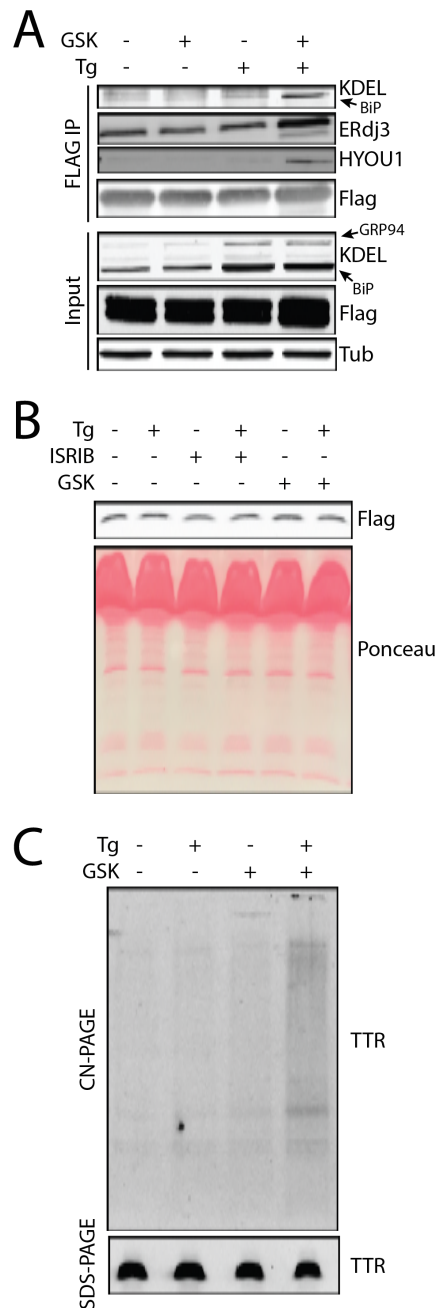 A
GSK - + - +
Tg - - + +
FLAG IP
KDEL
BiP
ERdj3
HYOU1
Flag
Input
GRP94
KDEL
BiP
Flag
Tub
B
Tg - + - + - +
ISRIB - - + + - -
GSK - - - - + +
Flag
Ponceau
C
Tg - + - +
GSK - - + +
CN-PAGE
TTR
SDS-PAGE
TTR